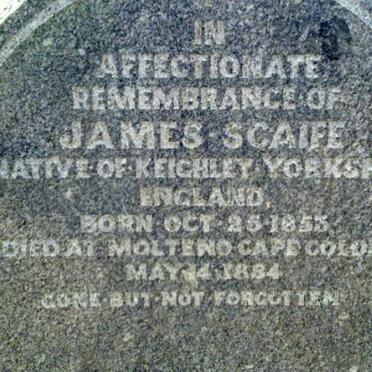 IN
AFFECTIONATE
REMEMBRANCE OF
JAMES SCAIFE
NATIVE OF KEIGHLEY YORKSH
ENGLAND.
BORN OCT. 25 1853.
DIED AT MOLTENO CAPE COLO
MAY 14, 1884
GONE BUT NOT FORGOTTEN